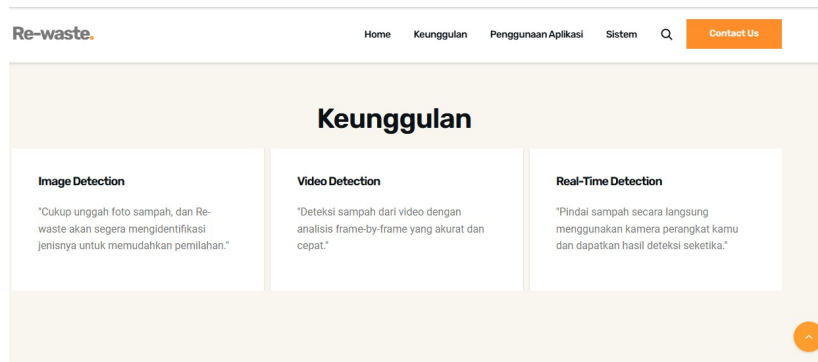 Re-waste.
Home Keunggulan Penggunaan Aplikasi Sistem Contact Us
Keunggulan
Image Detection
"Cukup unggah foto sampah, dan Re-
waste akan segera mengidentifikasi
jenisnya untuk memudahkan pemilahan."
Video Detection
"Deteksi sampah dari video dengan
analisis frame-by-frame yang akurat dan
cepat."
Real-Time Detection
"Pindai sampah secara langsung
menggunakan kamera perangkat kamu
dan dapatkan hasil deteksi seketika."